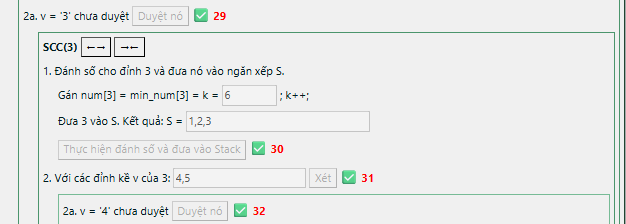 2a. v = '3' chưa duyệt Duyệt nó ✅ 29
SCC(3) ←→ →←
1. Đánh số cho đỉnh 3 và đưa nó vào ngăn xếp S.
Gán num[3] = min_num[3] = k = 6 ; k++;
Đưa 3 vào S. Kết quả: S = 1,2,3
Thực hiện đánh số và đưa vào Stack ✅ 30
2. Với các đỉnh kề v của 3: 4,5 Xét ✅ 31
2a. v = '4' chưa duyệt Duyệt nó ✅ 32